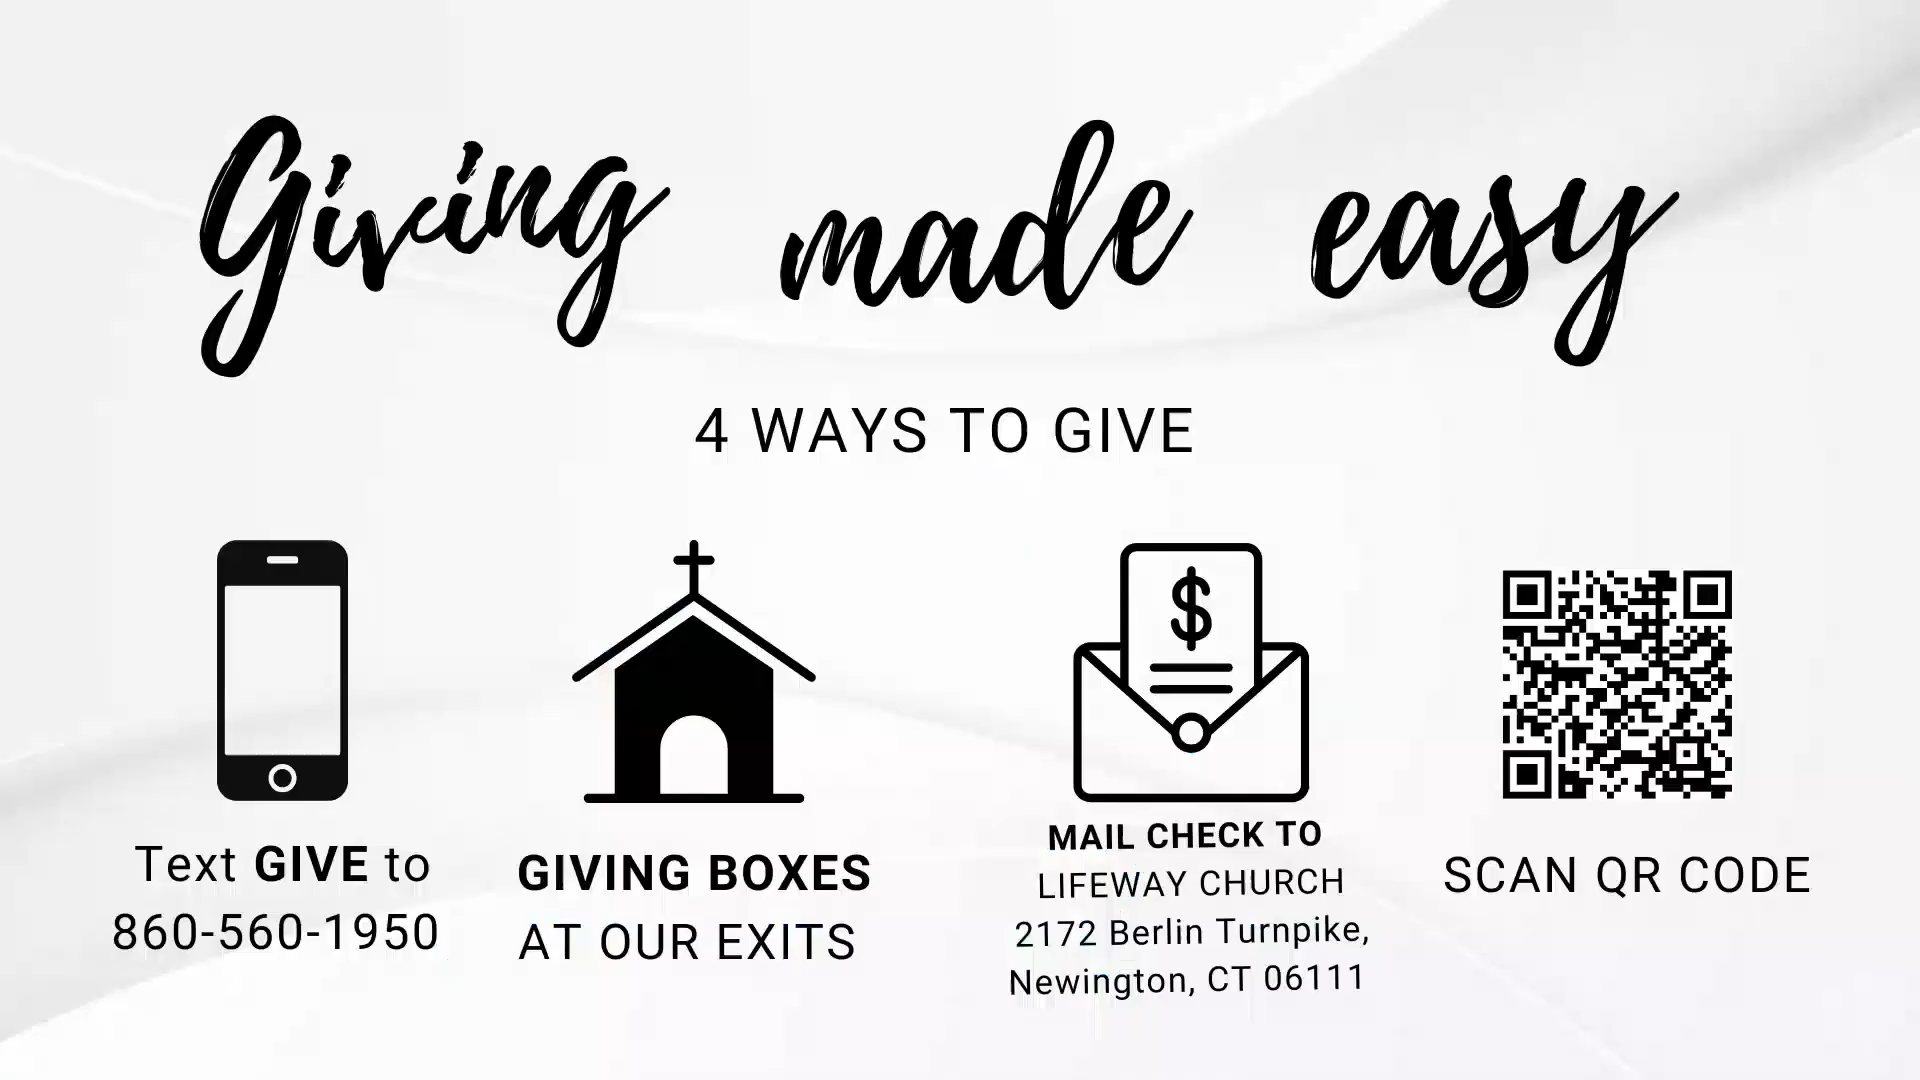 Giving made easy
4 WAYS TO GIVE
$
Text GIVE to
860-560-1950
GIVING BOXES
AT OUR EXITS
MAIL CHECK TO
LIFEWAY CHURCH
2172 Berlin Turnpike,
Newington, CT 06111
SCAN QR CODE